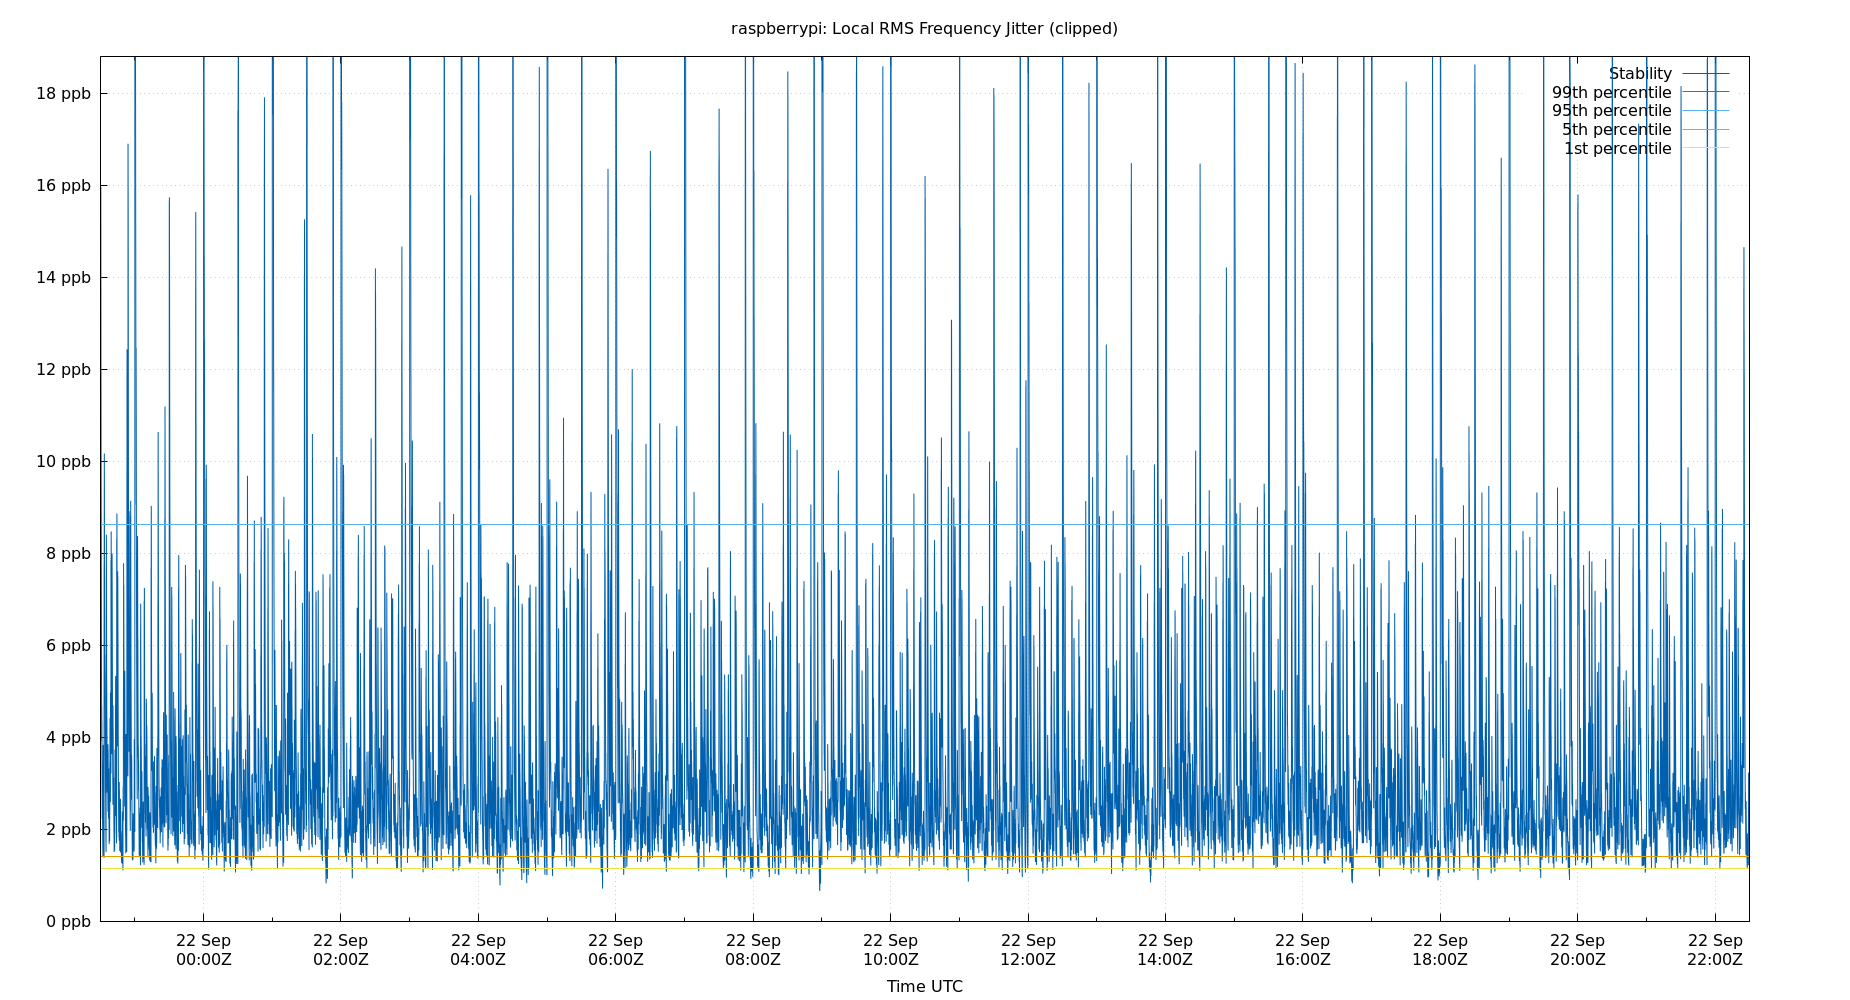 raspberrypi: Local RMS Frequency Jitter (clipped)
Stability
99th percentile
95th percentile
5th percentile
1st percentile
18 ppb
16 ppb
14 ppb
12 ppb
10 ppb
8 ppb
6 ppb
4 ppb
2 ppb
0 ppb
22 Sep 22 Sep 22 Sep 22 Sep 22 Sep 22 Sep 22 Sep 22 Sep 22 Sep 22 Sep 22 Sep 22 Sep
00:00Z 02:00Z 04:00Z 06:00Z 08:00Z 10:00Z 12:00Z 14:00Z 16:00Z 18:00Z 20:00Z 22:00Z
Time UTC